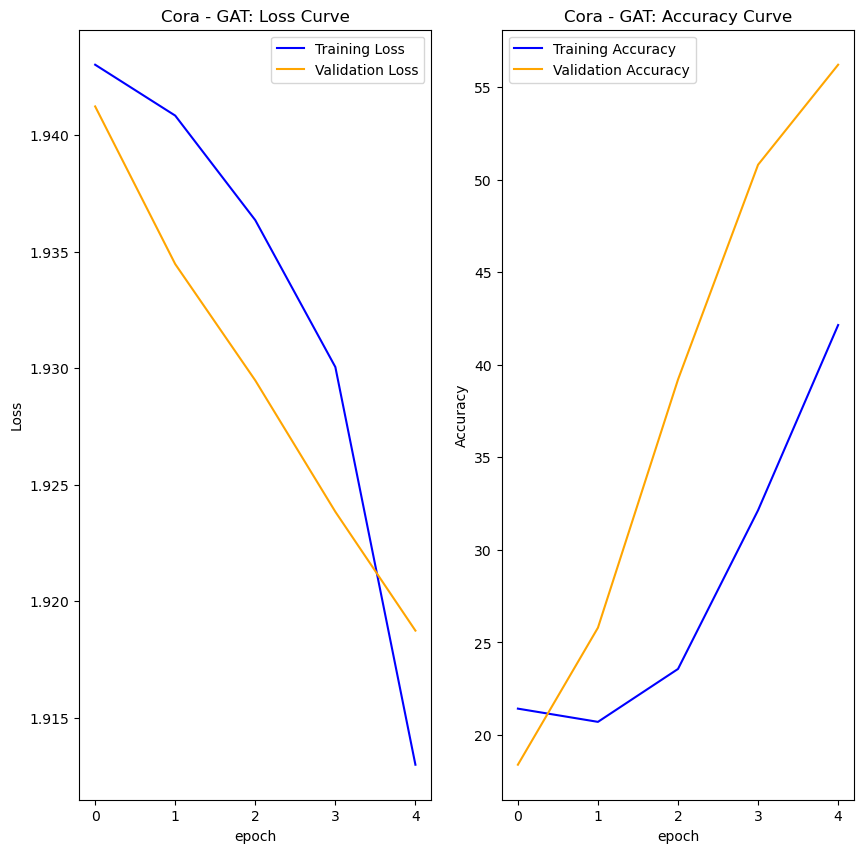 Cora - GAT: Loss Curve
Training Loss
Validation Loss
1.940
1.935
1.930
1.925
1.920
1.915
Loss
0 1 2 3 4
epoch
Cora - GAT: Accuracy Curve
Training Accuracy
Validation Accuracy
55
50
45
40
35
30
25
20
Accuracy
0 1 2 3 4
epoch